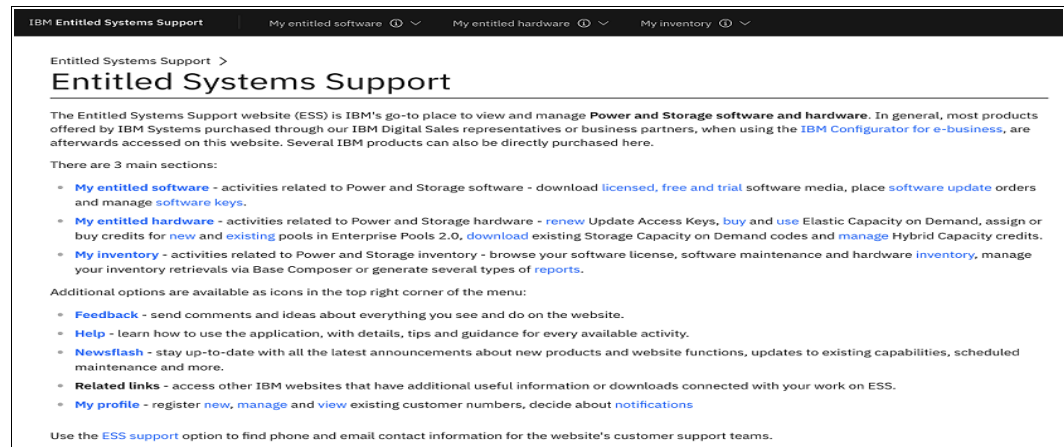 IBM Entitled Systems Support My entitled software My entitled hardware My inventory
Entitled Systems Support >
Entitled Systems Support
The Entitled Systems Support website (ESS) is IBM's go-to place to view and manage Power and Storage software and hardware. In general, most products
offered by IBM Systems purchased through our IBM Digital Sales representatives or business partners, when using the IBM Configurator for e-business, are
afterwards accessed on this website. Several IBM products can also be directly purchased here.
There are 3 main sections:
• My entitled software - activities related to Power and Storage software - download licensed, free and trial software media, place software update orders
and manage software keys.
• My entitled hardware - activities related to Power and Storage hardware - renew Update Access Keys, buy and use Elastic Capacity on Demand, assign or
buy credits for new and existing pools in Enterprise Pools 2.0, download existing Storage Capacity on Demand codes and manage Hybrid Capacity credits.
• My inventory - activities related to Power and Storage inventory - browse your software license, software maintenance and hardware inventory, manage
your inventory retrievals via Base Composer or generate several types of reports.
Additional options are available as icons in the top right corner of the menu:
• Feedback - send comments and ideas about everything you see and do on the website.
• Help - learn how to use the application, with details, tips and guidance for every available activity.
• Newsflash - stay up-to-date with all the latest announcements about new products and website functions, updates to existing capabilities, scheduled
maintenance and more.
• Related links - access other IBM websites that have additional useful information or downloads connected with your work on ESS.
• My profile - register new, manage and view existing customer numbers, decide about notifications
Use the ESS support option to find phone and email contact information for the website's customer support teams.